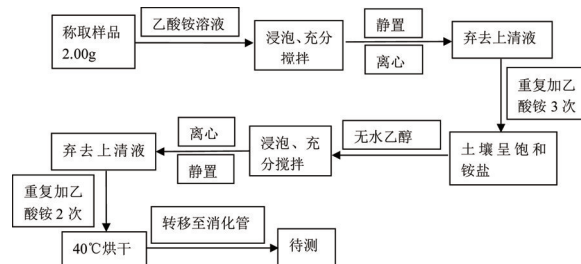 称取样品
2.00g
乙酸铵溶液
浸泡、充分
搅拌
静置
离心
弃去上清液
重复加乙
酸铵 3 次
土壤呈饱和
铵盐
无水乙醇
浸泡、充
分搅拌
离心
静置
弃去上清液
重复加乙
酸铵 2 次
40℃烘干
转移至消化管
待测